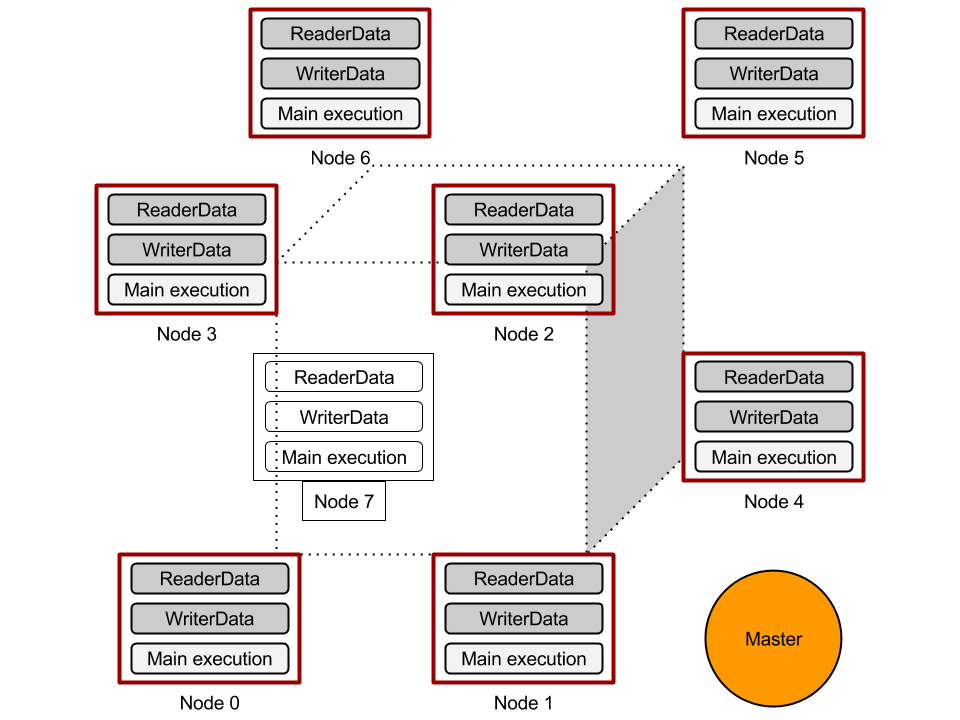 ReaderData
WriterData
Main execution
Node 6
ReaderData
WriterData
Main execution
Node 5
ReaderData
WriterData
Main execution
Node 3
ReaderData
WriterData
Main execution
Node 2
ReaderData
WriterData
Main execution
Node 7
ReaderData
WriterData
Main execution
Node 4
ReaderData
WriterData
Main execution
Node 0
ReaderData
WriterData
Main execution
Node 1
Master